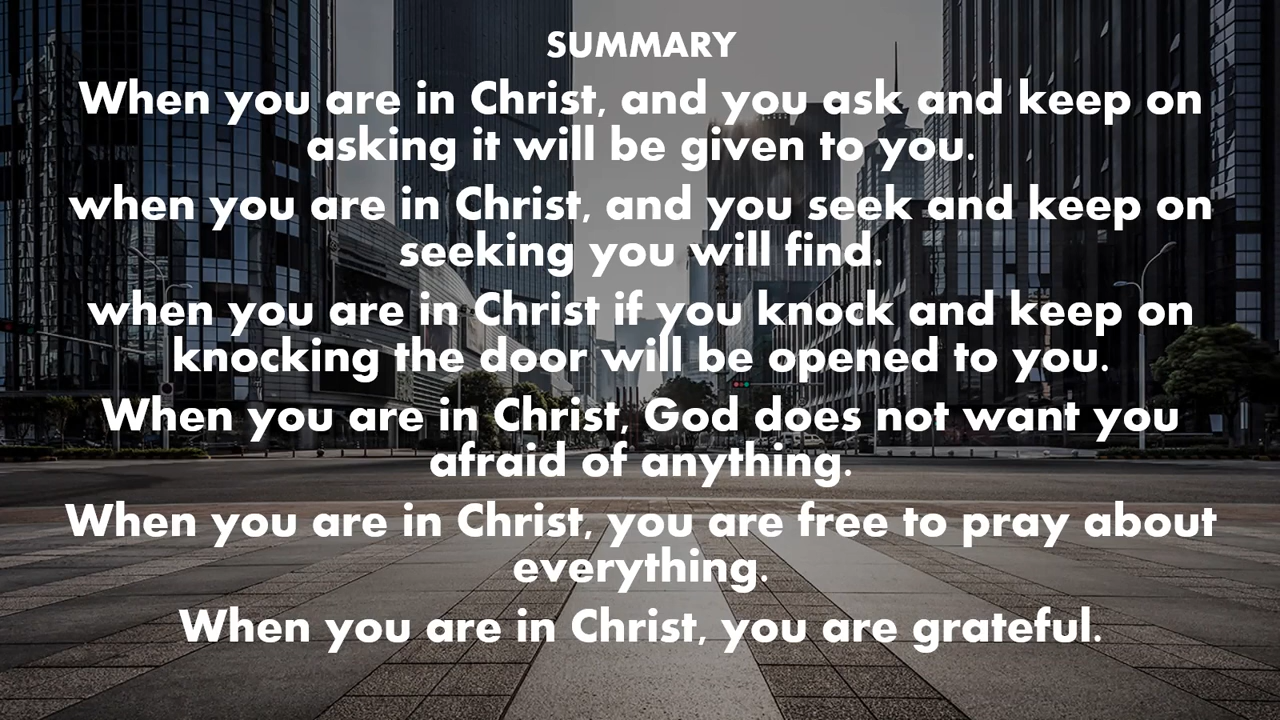 SUMMARY
When you are in Christ, and you ask and keep on
asking it will be given to you.
when you are in Christ, and you seek and keep on
seeking you will find.
when you are in Christ if you knock and keep on
knocking the door will be opened to you.
When you are in Christ, God does not want you
afraid of anything.
When you are in Christ, you are free to pray about
everything.
When you are in Christ, you are grateful.